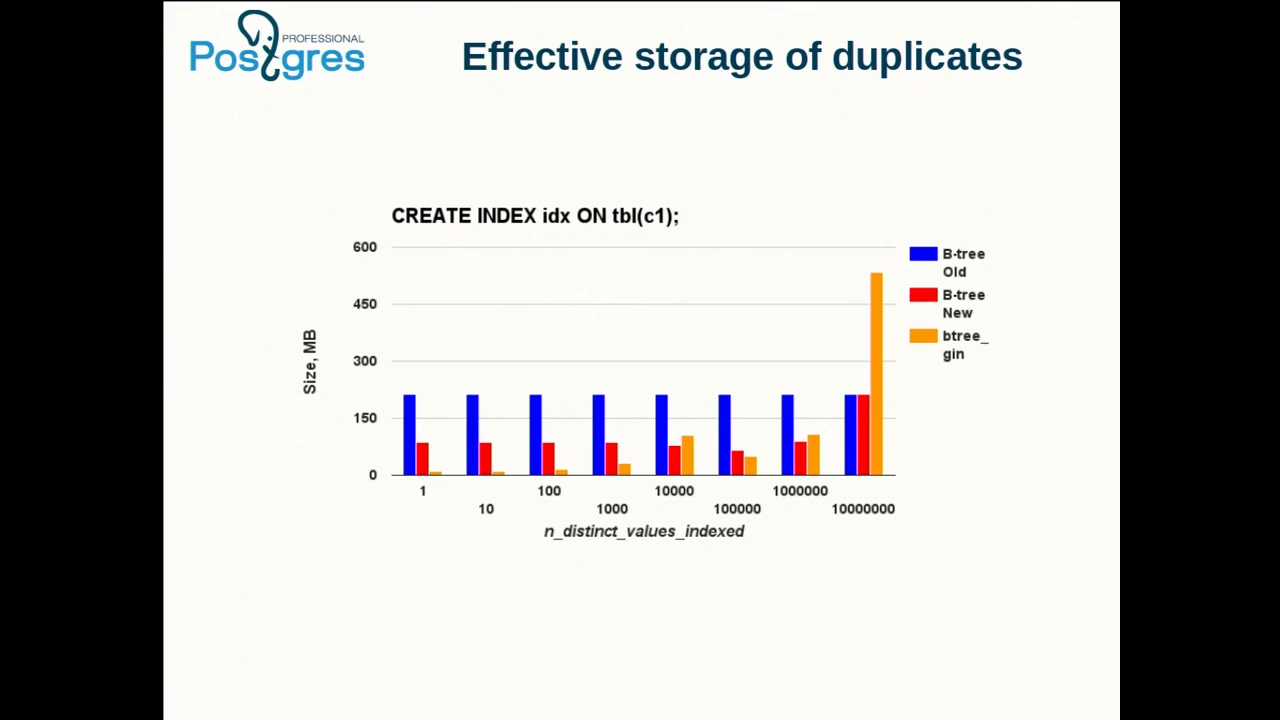 PROFESSIONAL
Postgres
Effective storage of duplicates
CREATE INDEX idx ON tbl(c1);
600
450
300
150
0
Size, MB
B-tree
Old
B-tree
New
btree_
gin
1
10
100
1000
10000
100000
1000000
10000000
n_distinct_values_indexed